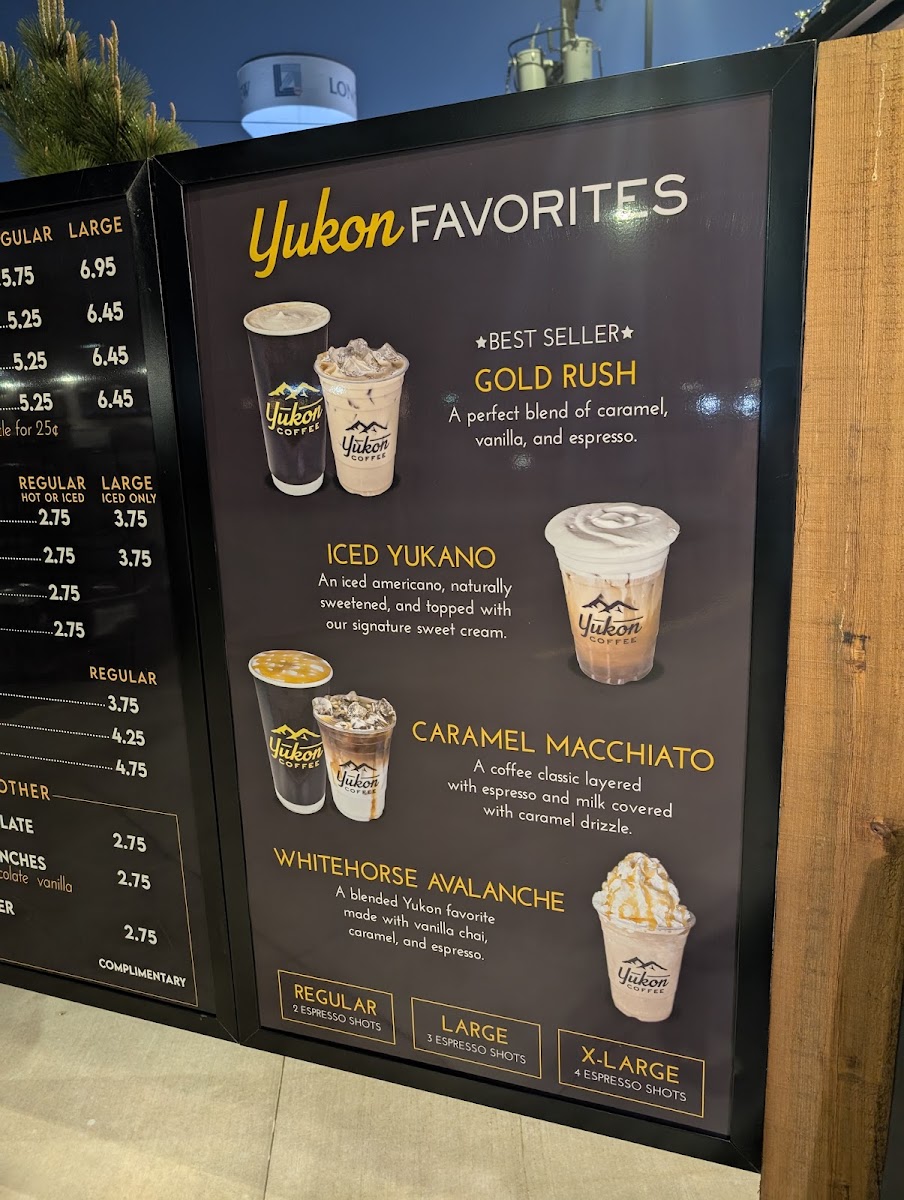 LON
GULAR LARGE
5.75 6.95
5.25 6.45
5.25 6.45
5.25 6.45
for 25¢
REGULAR LARGE
HOT OR ICED ICED ONLY
2.75 3.75
2.75 3.75
2.75
2.75
REGULAR
3.75
4.25
4.75
OTHER
LATE 2.75
NCHES 2.75
colate vanilla
ER
2.75
COMPLIMENTARY
Yukon FAVORITES
★BEST SELLER★
GOLD RUSH
A perfect blend of caramel,
vanilla, and espresso.
Yukon
COFFEE
Yukon
COFFEE
ICED YUKANO
An iced americano, naturally
sweetened, and topped with
our signature sweet cream.
Yukon
COFFEE
CARAMEL MACCHIATO
A coffee classic layered
with espresso and milk covered
with caramel drizzle.
Yukon
COFFEE
Yukon
COFFEE
WHITEHORSE AVALANCHE
A blended Yukon favorite
made with vanilla chai,
caramel, and espresso.
Yukon
COFFEE
REGULAR
2 ESPRESSO SHOTS
LARGE
3 ESPRESSO SHOTS
X-LARGE
4 ESPRESSO SHOTS